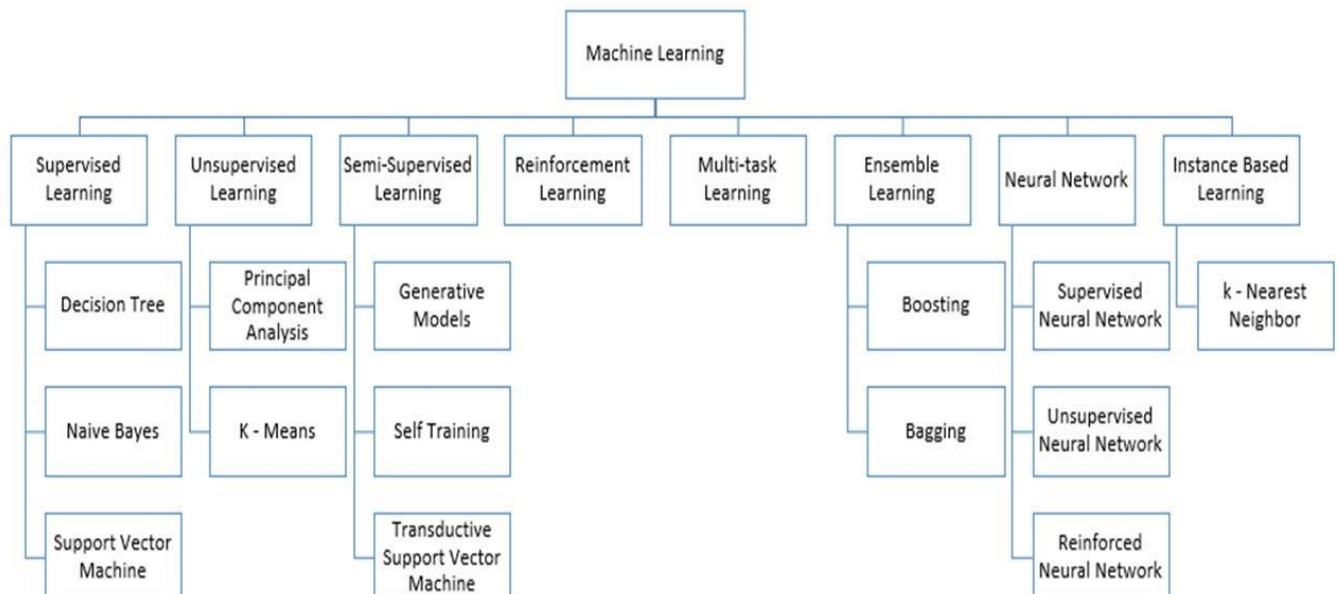 Machine Learning
Supervised
Learning
Unsupervised
Learning
Semi-Supervised
Learning
Reinforcement
Learning
Multi-task
Learning
Ensemble
Learning
Neural Network
Instance Based
Learning
Decision Tree
Principal
Component
Analysis
Generative
Models
Boosting
Supervised
Neural Network
k - Nearest
Neighbor
Naive Bayes
K - Means
Self Training
Bagging
Unsupervised
Neural Network
Support Vector
Machine
Transductive
Support Vector
Machine
Reinforced
Neural Network